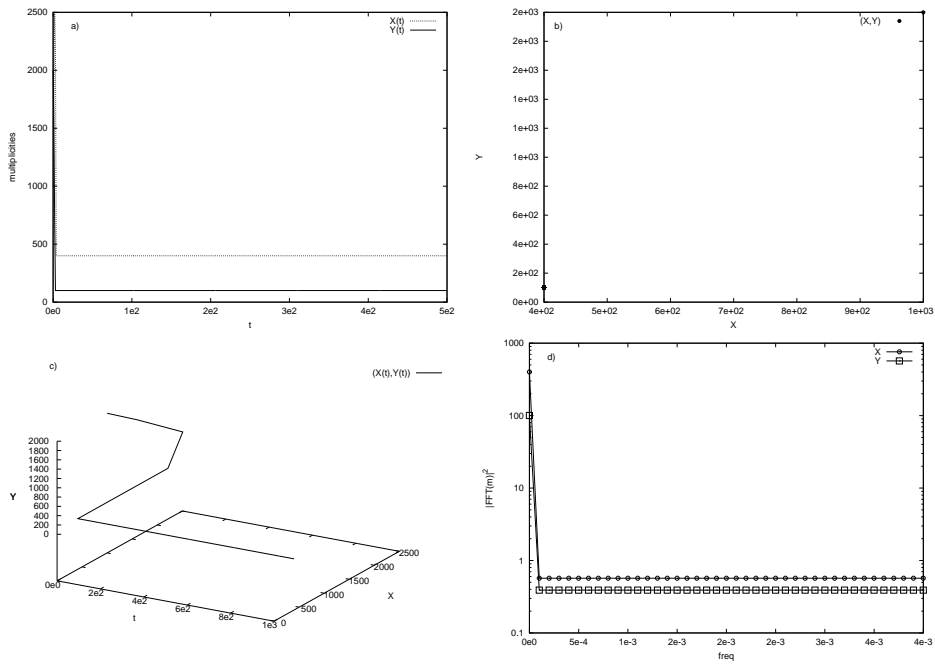 a)
X(t)
Y(t)
2500
2000
1500
1000
500
0
multiplicities
0e0 1e2 2e2 3e2 4e2 5e2
t
b)
(X,Y)
2e+03
2e+03
2e+03
1e+03
1e+03
1e+03
8e+02
6e+02
4e+02
2e+02
0e+00
Y
4e+02 5e+02 6e+02 7e+02 8e+02 9e+02 1e+03
X
c)
(X(t),Y(t))
2000
1800
1600
1400
1200
1000
800
600
400
200
0
Y
0e0 2e2 4e2 6e2 8e2 1e3
t
0 500 1000 1500 2000 2500
X
d)
X
Y
1000
100
10
1
0.1
|FFT(m)|²
0e0 5e-4 1e-3 2e-3 2e-3 2e-3 3e-3 4e-3 4e-3
freq